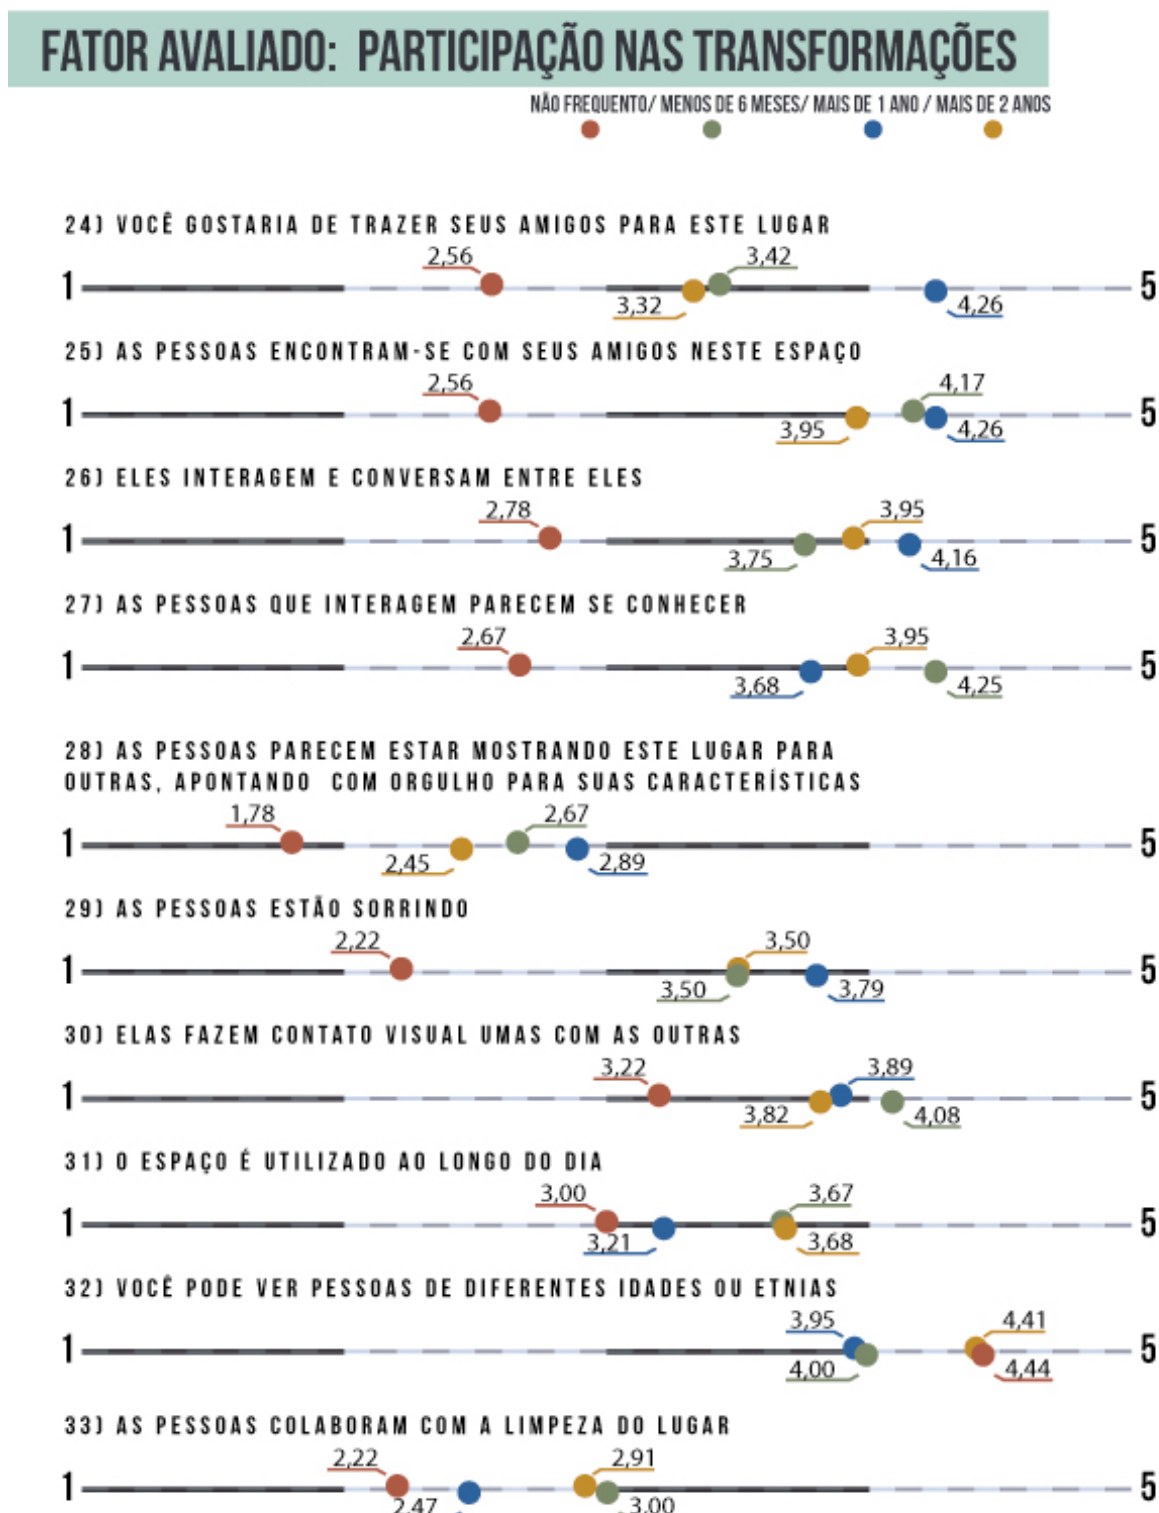 FATOR AVALIADO: PARTICIPAÇÃO NAS TRANSFORMAÇÕES
NÃO FREQUENTO/ MENOS DE 6 MESES/ MAIS DE 1 ANO / MAIS DE 2 ANOS
24) VOCÊ GOSTARIA DE TRAZER SEUS AMIGOS PARA ESTE LUGAR
2,56 3,42
1 5
3,32 4,26
25) AS PESSOAS ENCONTRAM-SE COM SEUS AMIGOS NESTE ESPAÇO
2,56 4,17
1 5
3,95 4,26
26) ELES INTERAGEM E CONVERSAM ENTRE ELES
2,78 3,95
1 5
3,75 4,16
27) AS PESSOAS QUE INTERAGEM PARECEM SE CONHECER
2,67 3,95
1 5
3,68 4,25
28) AS PESSOAS PARECEM ESTAR MOSTRANDO ESTE LUGAR PARA
OUTRAS, APONTANDO COM ORGULHO PARA SUAS CARACTERÍSTICAS
1,78 2,67
1 5
2,45 2,89
29) AS PESSOAS ESTÃO SORRINDO
2,22 3,50
1 5
3,50 3,79
30) ELAS FAZEM CONTATO VISUAL UMAS COM AS OUTRAS
3,22 3,89
1 5
3,82 4,08
31) O ESPAÇO É UTILIZADO AO LONGO DO DIA
3,00 3,67
1 5
3,21 3,68
32) VOCÊ PODE VER PESSOAS DE DIFERENTES IDADES OU ETNIAS
3,95 4,41
1 5
4,00 4,44
33) AS PESSOAS COLABORAM COM A LIMPEZA DO LUGAR
2,22 2,91
1 5
2,47 3,00